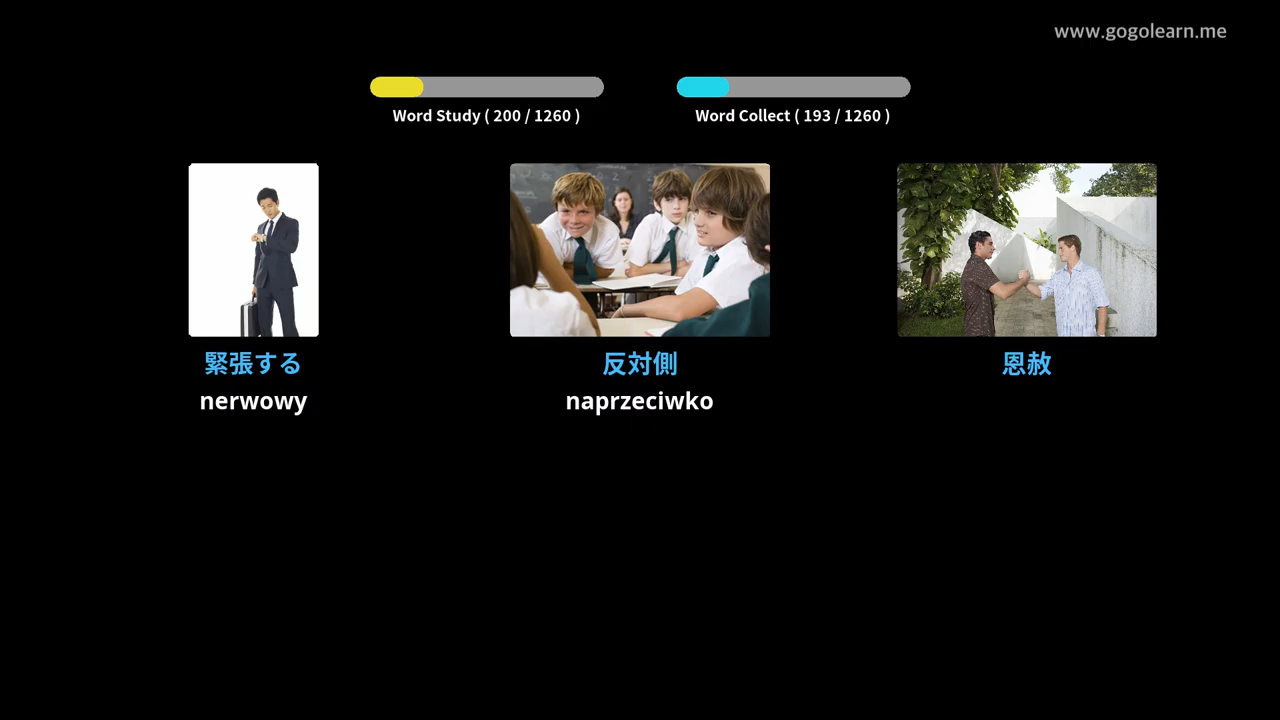 www.gogolearn.me
Word Study ( 200 / 1260 )
Word Collect ( 193 / 1260 )
緊張する
反対側
恩赦
nerwowy
naprzeciwko